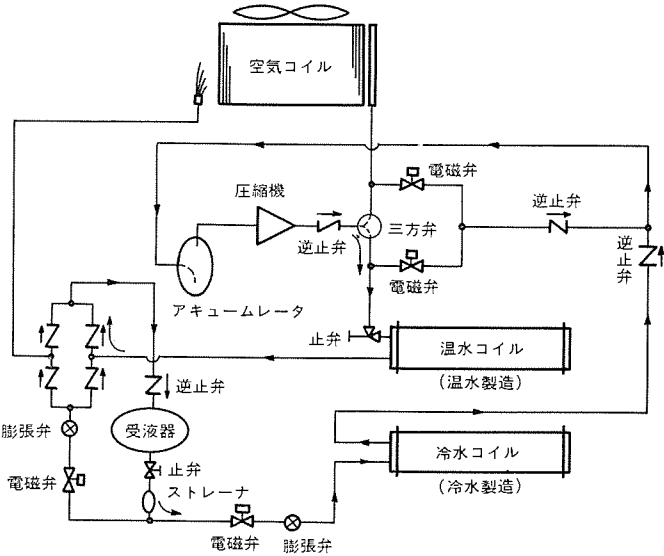 空気コイル
電磁弁
圧縮機
逆止弁
三方弁
逆止弁
逆止弁
電磁弁
アキュームレータ
止弁
温水コイル
(温水製造)
逆止弁
膨張弁
受液器
冷水コイル
(冷水製造)
電磁弁
止弁
ストレーナ
電磁弁
膨張弁